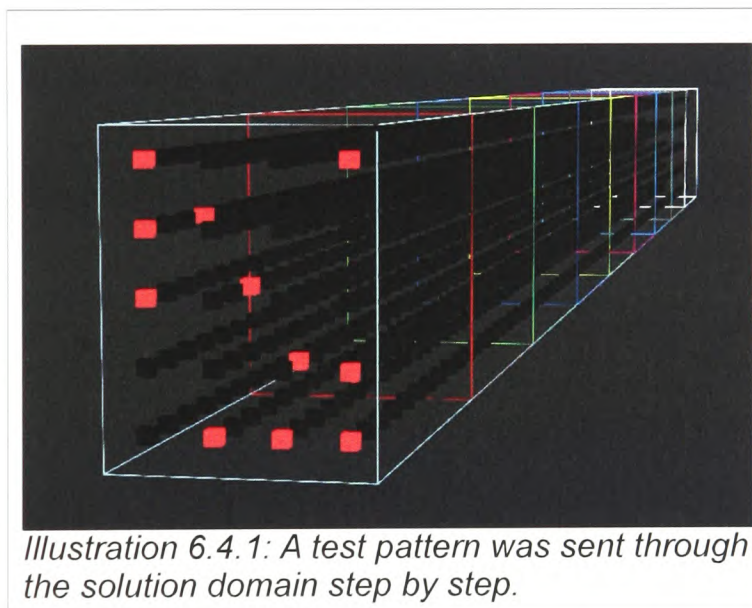 Illustration 6.4.1: A test pattern was sent through
the solution domain step by step.